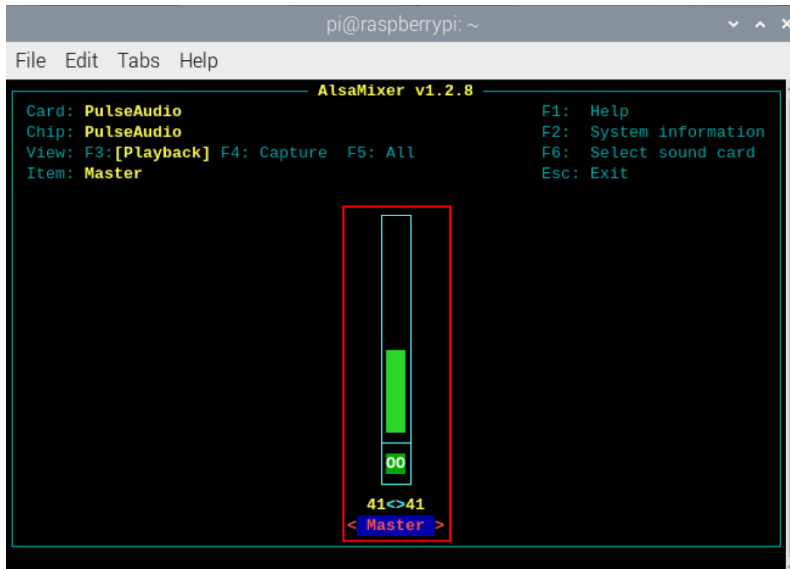 pi@raspberrypi: ~
File Edit Tabs Help
AlsaMixer v1.2.8
Card: PulseAudio F1: Help
Chip: PulseAudio F2: System information
View: F3:[Playback] F4: Capture F5: All F6: Select sound card
Item: Master Esc: Exit
OO
41<>41
< Master >